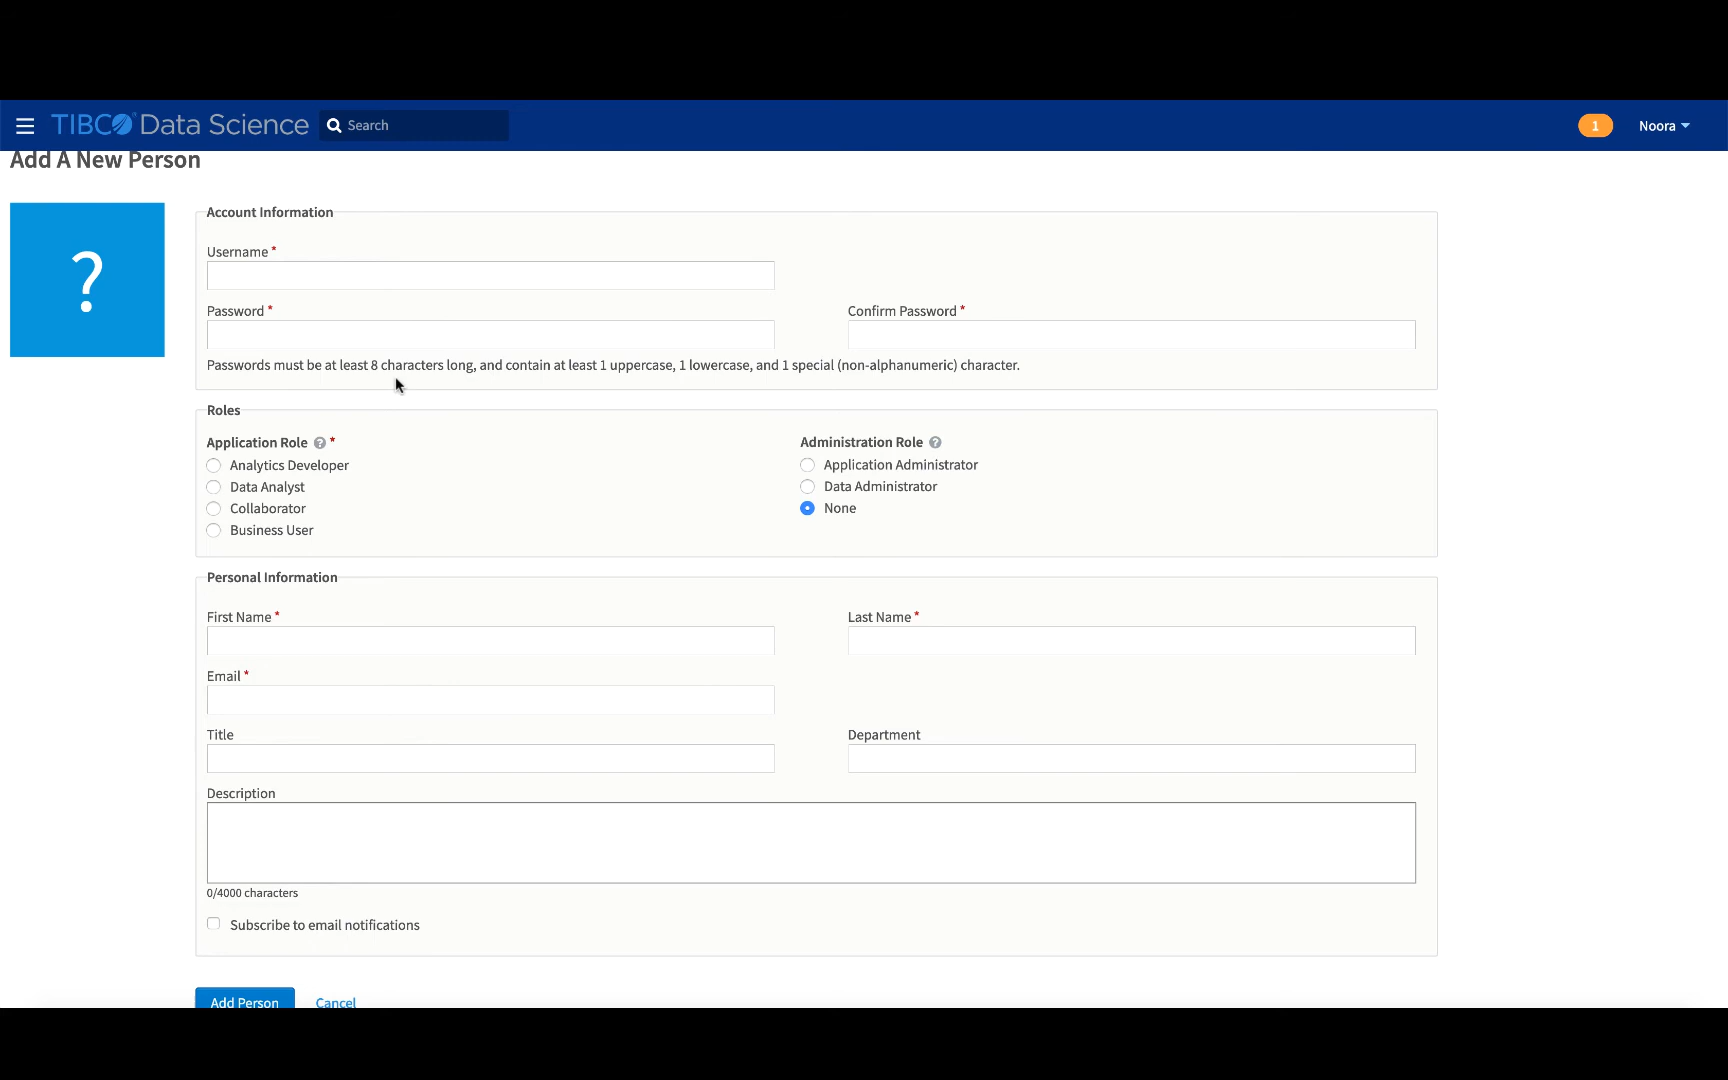 TIBCO Data Science
Search
1
Noora
Add A New Person
?
Account Information
Username *
Password *
Confirm Password *
Passwords must be at least 8 characters long, and contain at least 1 uppercase, 1 lowercase, and 1 special (non-alphanumeric) character.
Roles
Application Role ? *
Administration Role ?
Analytics Developer
Application Administrator
Data Analyst
Data Administrator
Collaborator
None
Business User
Personal Information
First Name *
Last Name *
Email *
Title
Department
Description
0/4000 characters
Subscribe to email notifications
Add Person
Cancel